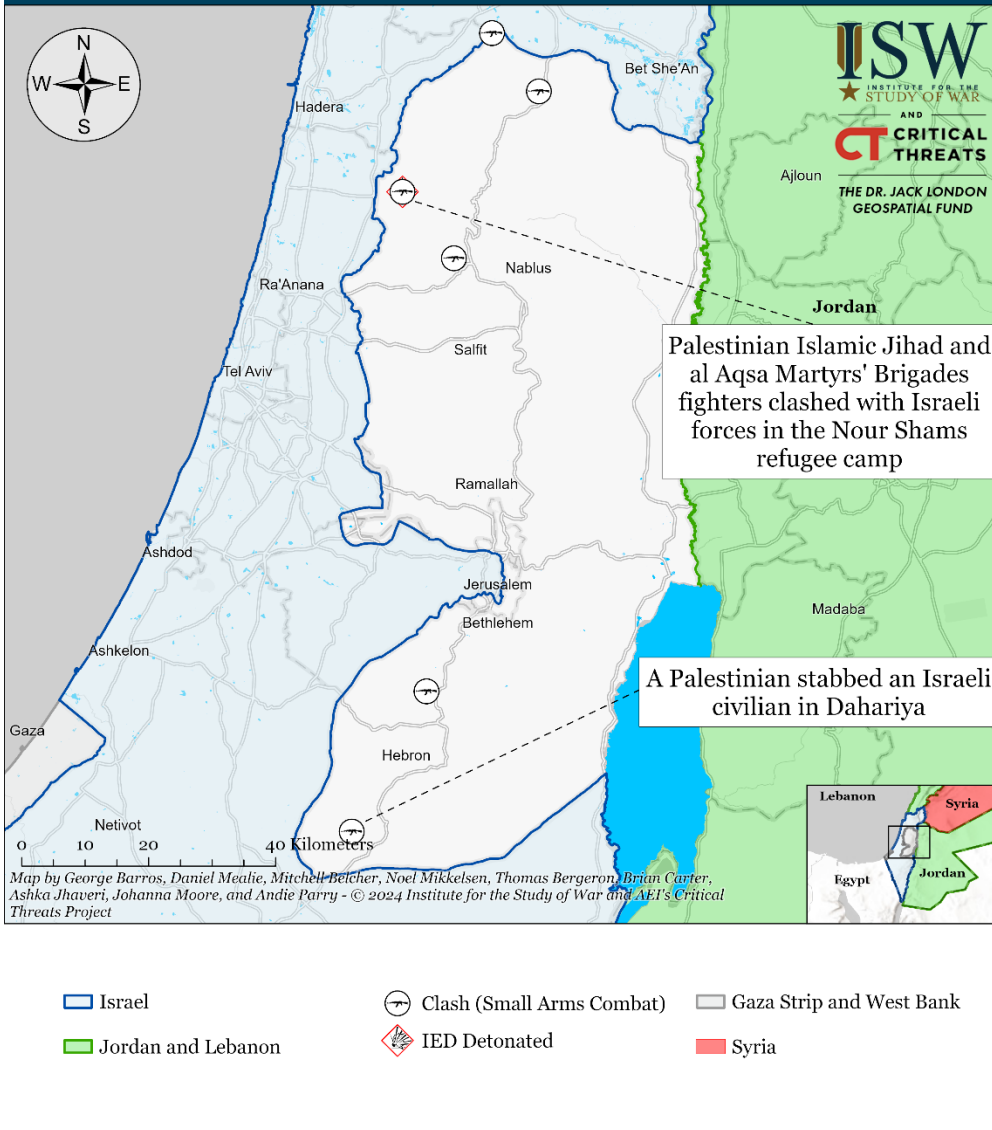 N
W
E
S
Hadera
Bet She'An
ISW
INSTITUTE FOR THE
STUDY OF WAR
AND
CT CRITICAL
THREATS
THE DR. JACK LONDON
GEOSPATIAL FUND
Ajloun
Nablus
Ra'Anana
Jordan
Palestinian Islamic Jihad and
al Aqsa Martyrs' Brigades
fighters clashed with Israeli
forces in the Nour Shams
refugee camp
Salfit
Tel Aviv
Ramallah
Ashdod
Jerusalem
Madaba
Bethlehem
Ashkelon
A Palestinian stabbed an Israeli
civilian in Dahariya
Gaza
Hebron
Netivot
0 10 20 40 Kilometers
Map by George Barros, Daniel Mealie, Mitchell Belcher, Noel Mikkelsen, Thomas Bergeron, Brian Carter,
Ashka Jhaveri, Johanna Moore, and Andie Parry - © 2024 Institute for the Study of War and AEI's Critical
Threats Project
Lebanon
Syria
Egypt
Jordan
Israel
Clash (Small Arms Combat)
Gaza Strip and West Bank
Jordan and Lebanon
IED Detonated
Syria